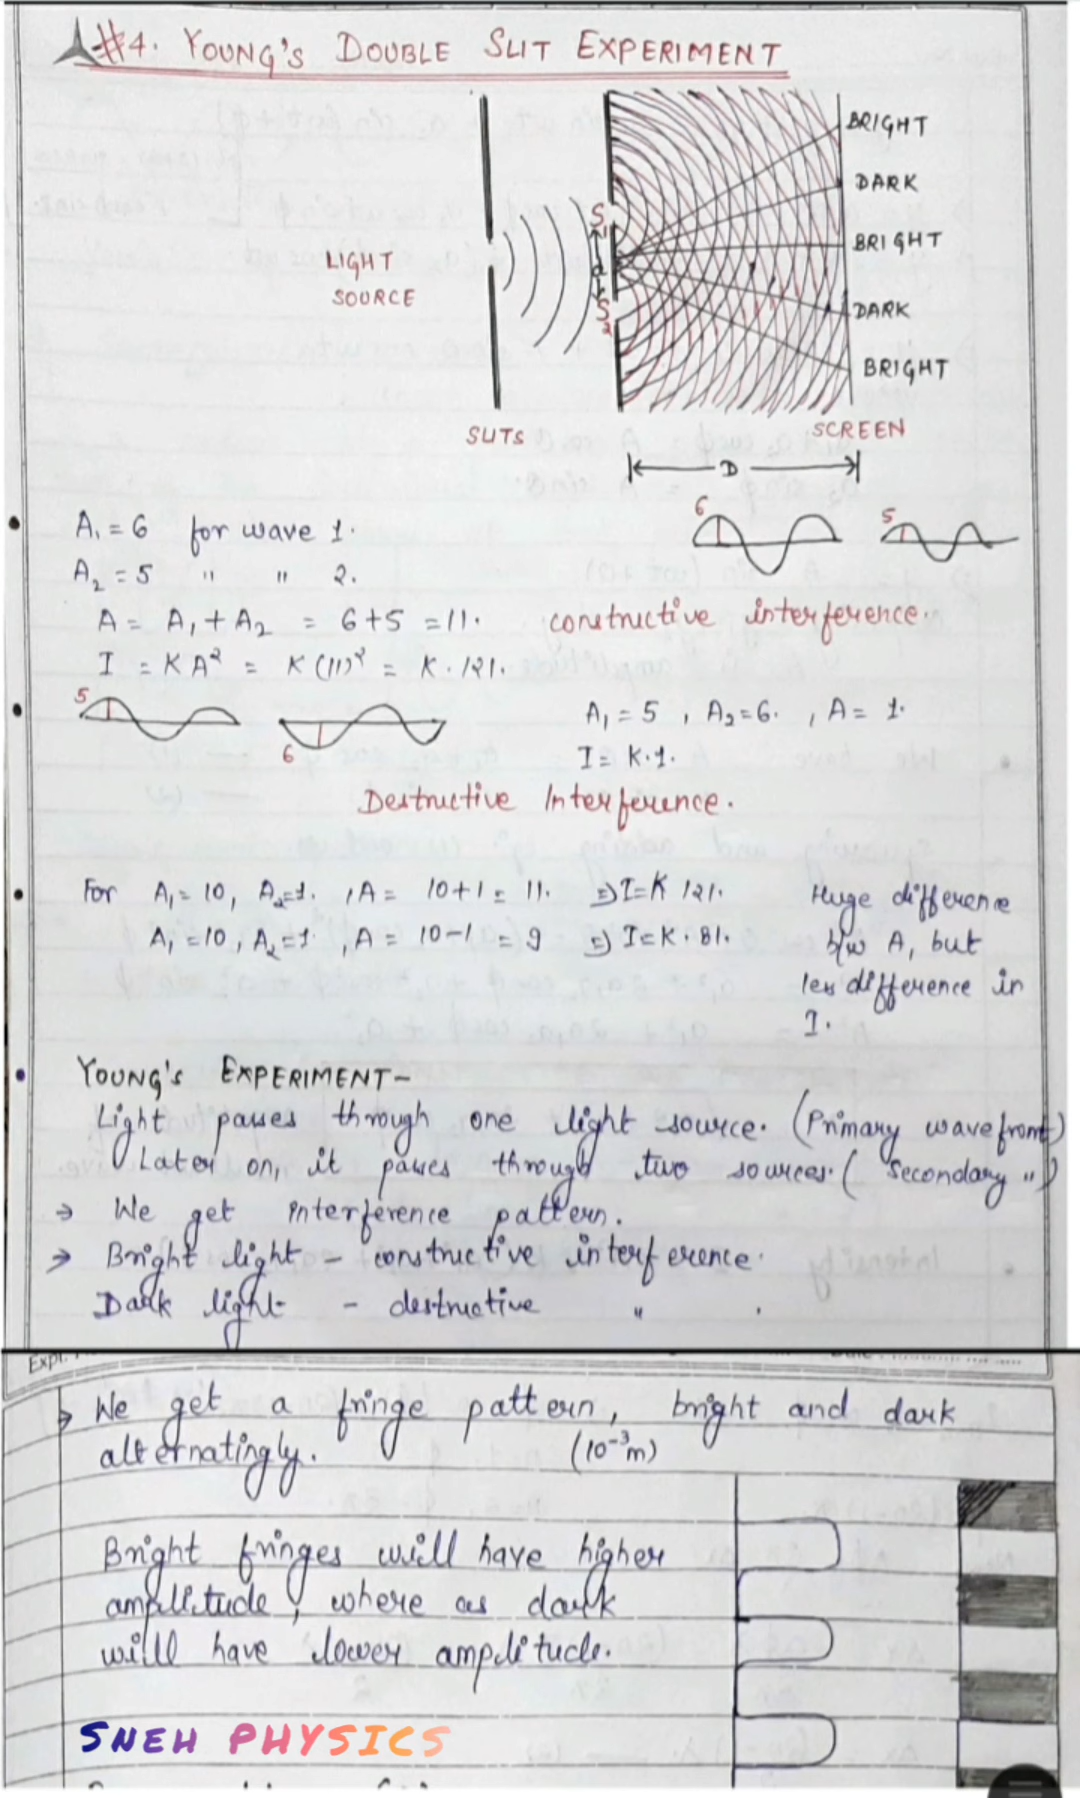 #4. YOUNG'S DOUBLE SLIT EXPERIMENT
BRIGHT
DARK
BRIGHT
DARK
BRIGHT
S1
d
S2
LIGHT
SOURCE
SLITS
SCREEN
D
6
5
A1 = 6 for wave 1.
A2 = 5 " " 2.
A = A1 + A2 = 6+5 = 11. constructive interference.
I = KA² = K (11)² = K . 121.
5
6
A1 = 5 , A2 = 6. , A = 1.
I = K.1.
Destructive Interference.
For A1 = 10, A2 = 1. , A = 10+1 = 11. ⇒ I = K 121.
A1 = 10, A2 = 1. , A = 10-1 = 9 ⇒ I = K . 81.
Huge difference
b/w A, but
less difference in
I.
YOUNG'S EXPERIMENT-
Light passes through one light source. (Primary wavefront)
Later on, it passes through two sources. ( Secondary " )
→ We get interference pattern.
→ Bright light - constructive interference.
Dark light - destructive " .
Expt.
→ We get a fringe pattern, bright and dark
alternatingly. (10⁻³m)
Bright fringes will have higher
amplitude, where as dark
will have lower amplitude.
SNEH PHYSICS